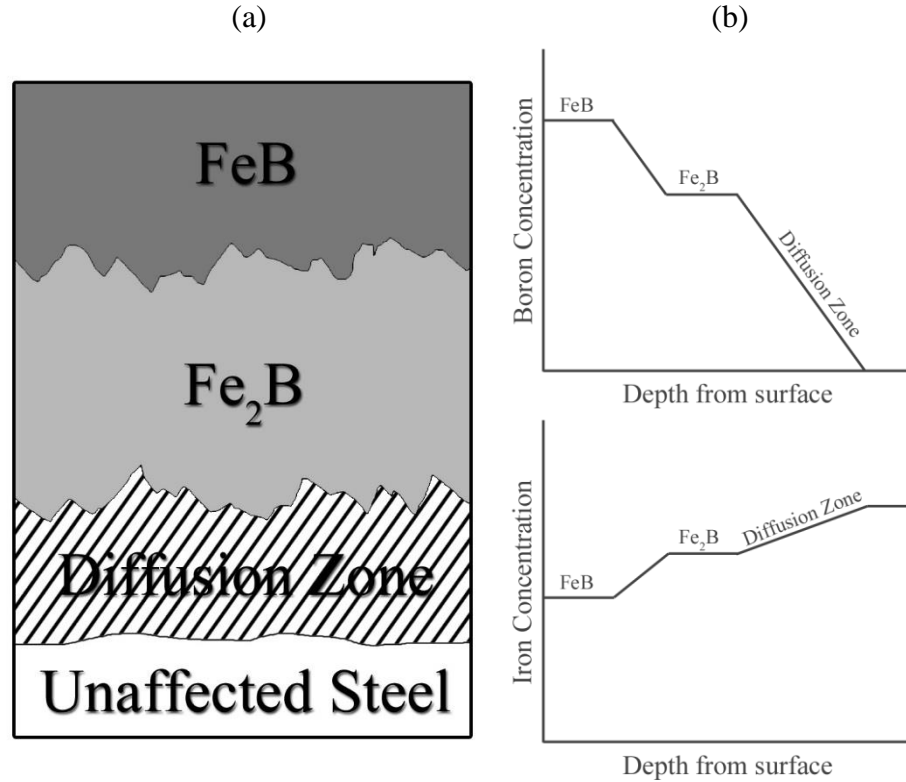 (a)
FeB
Fe₂B
Diffusion Zone
Unaffected Steel
(b)
Boron Concentration
FeB
Fe₂B
Diffusion Zone
Depth from surface
Iron Concentration
FeB
Fe₂B
Diffusion Zone
Depth from surface